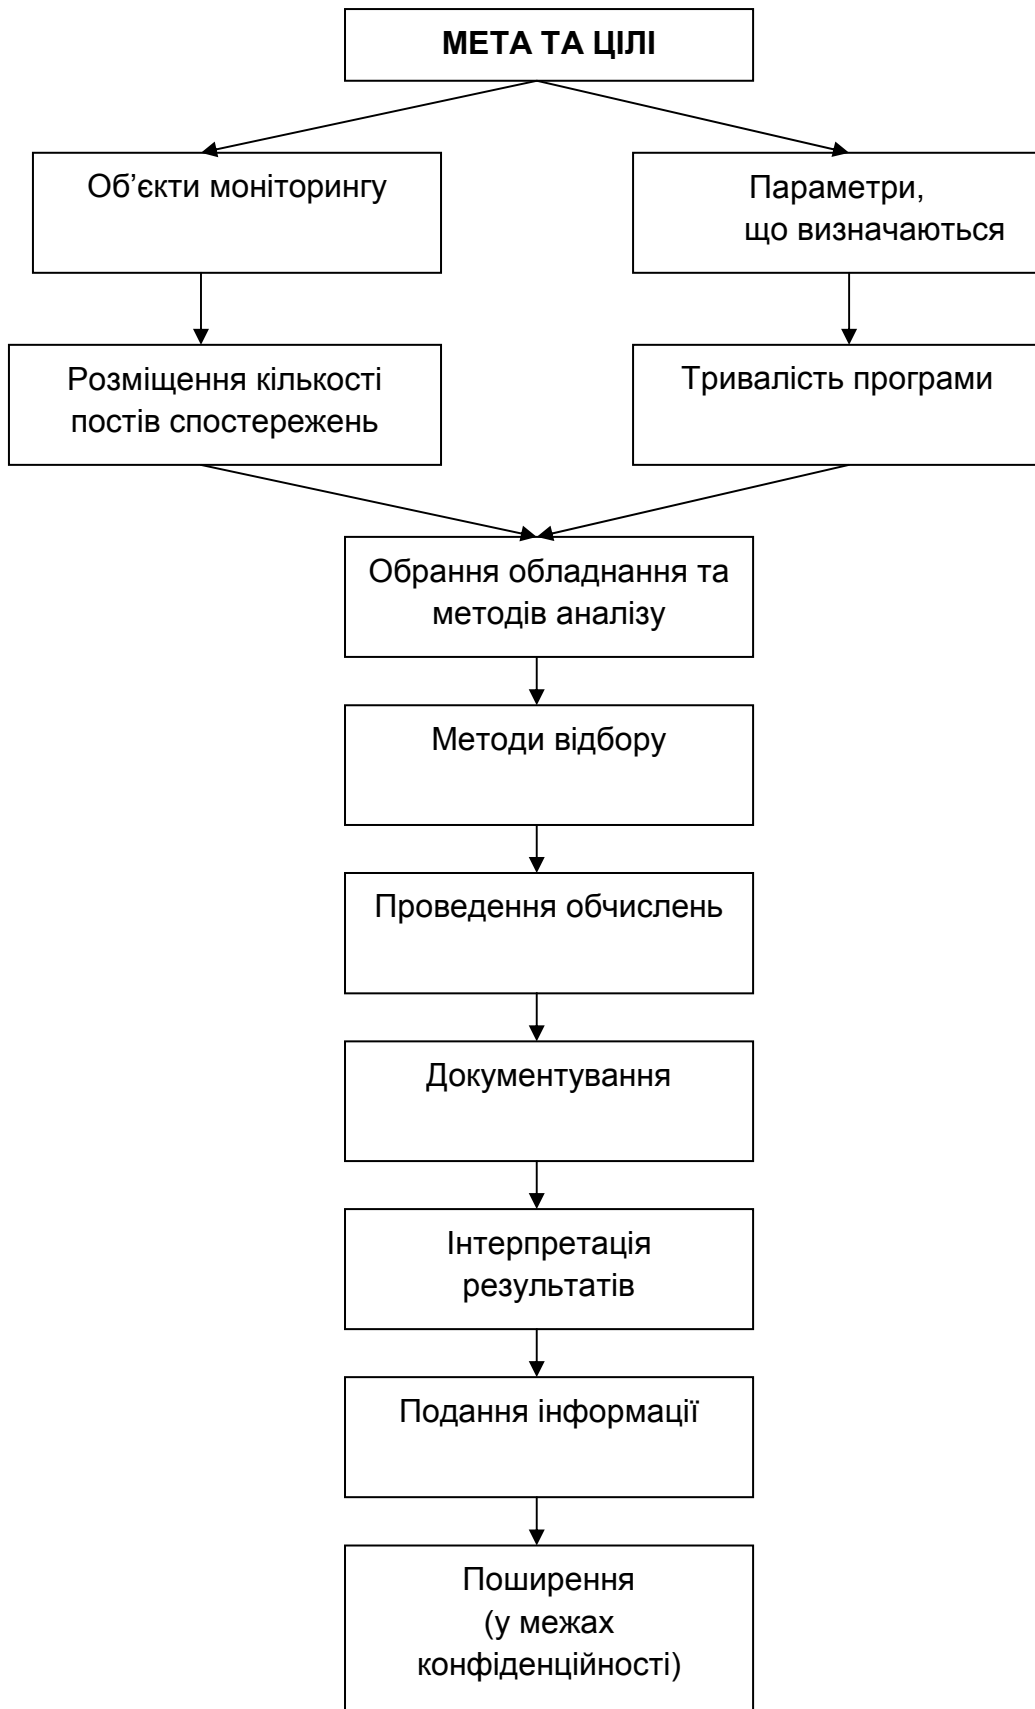 МЕТА ТА ЦІЛІ
Об’єкти моніторингу
Параметри,
що визначаються
Розміщення кількості
постів спостережень
Тривалість програми
Обрання обладнання та
методів аналізу
Методи відбору
Проведення обчислень
Документування
Інтерпретація
результатів
Подання інформації
Поширення
(у межах
конфіденційності)